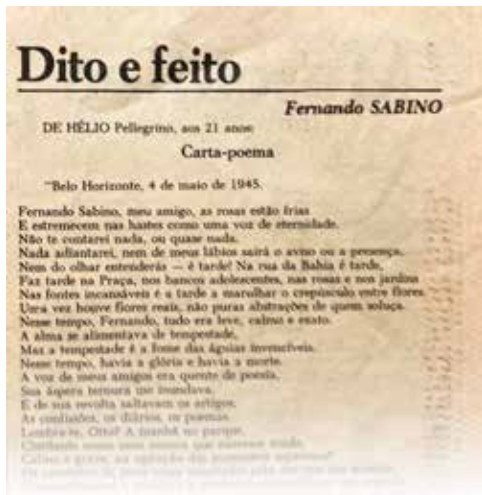 Dito e feito
Fernando SABINO
DE HÉLIO Pellegrino, aos 21 anos:
Carta-poema
"Belo Horizonte, 4 de maio de 1945.
Fernando Sabino, meu amigo, as rosas estão frias
E estremecem nas hastes como uma voz de eternidade.
Não te contarei nada, ou quase nada.
Nada adiantarei, nem de meus lábios sairá o aviso ou a presença.
Nem do olhar entenderás — é tarde! Na rua da Bahia é tarde,
Faz tarde na Praça, nos bancos adolescentes, nas rosas e nos jardins
Nas fontes incansáveis é a tarde a marulhar o crepúsculo entre flores.
Uma vez houve flores reais, não puras abstrações de quem soluça.
Nesse tempo, Fernando, tudo era leve, calmo e exato.
A alma se alimentava de tempestade,
Mas a tempestade é a fome das águias invencíveis.
Nesse tempo, havia a glória e havia a morte.
A voz de meus amigos era quente de poesia.
Sua áspera ternura me inundava.
E de sua revolta saltavam os artigos,
As confissões, os diários, os poemas.
Lembra-te, Otto? A manhã no parque,